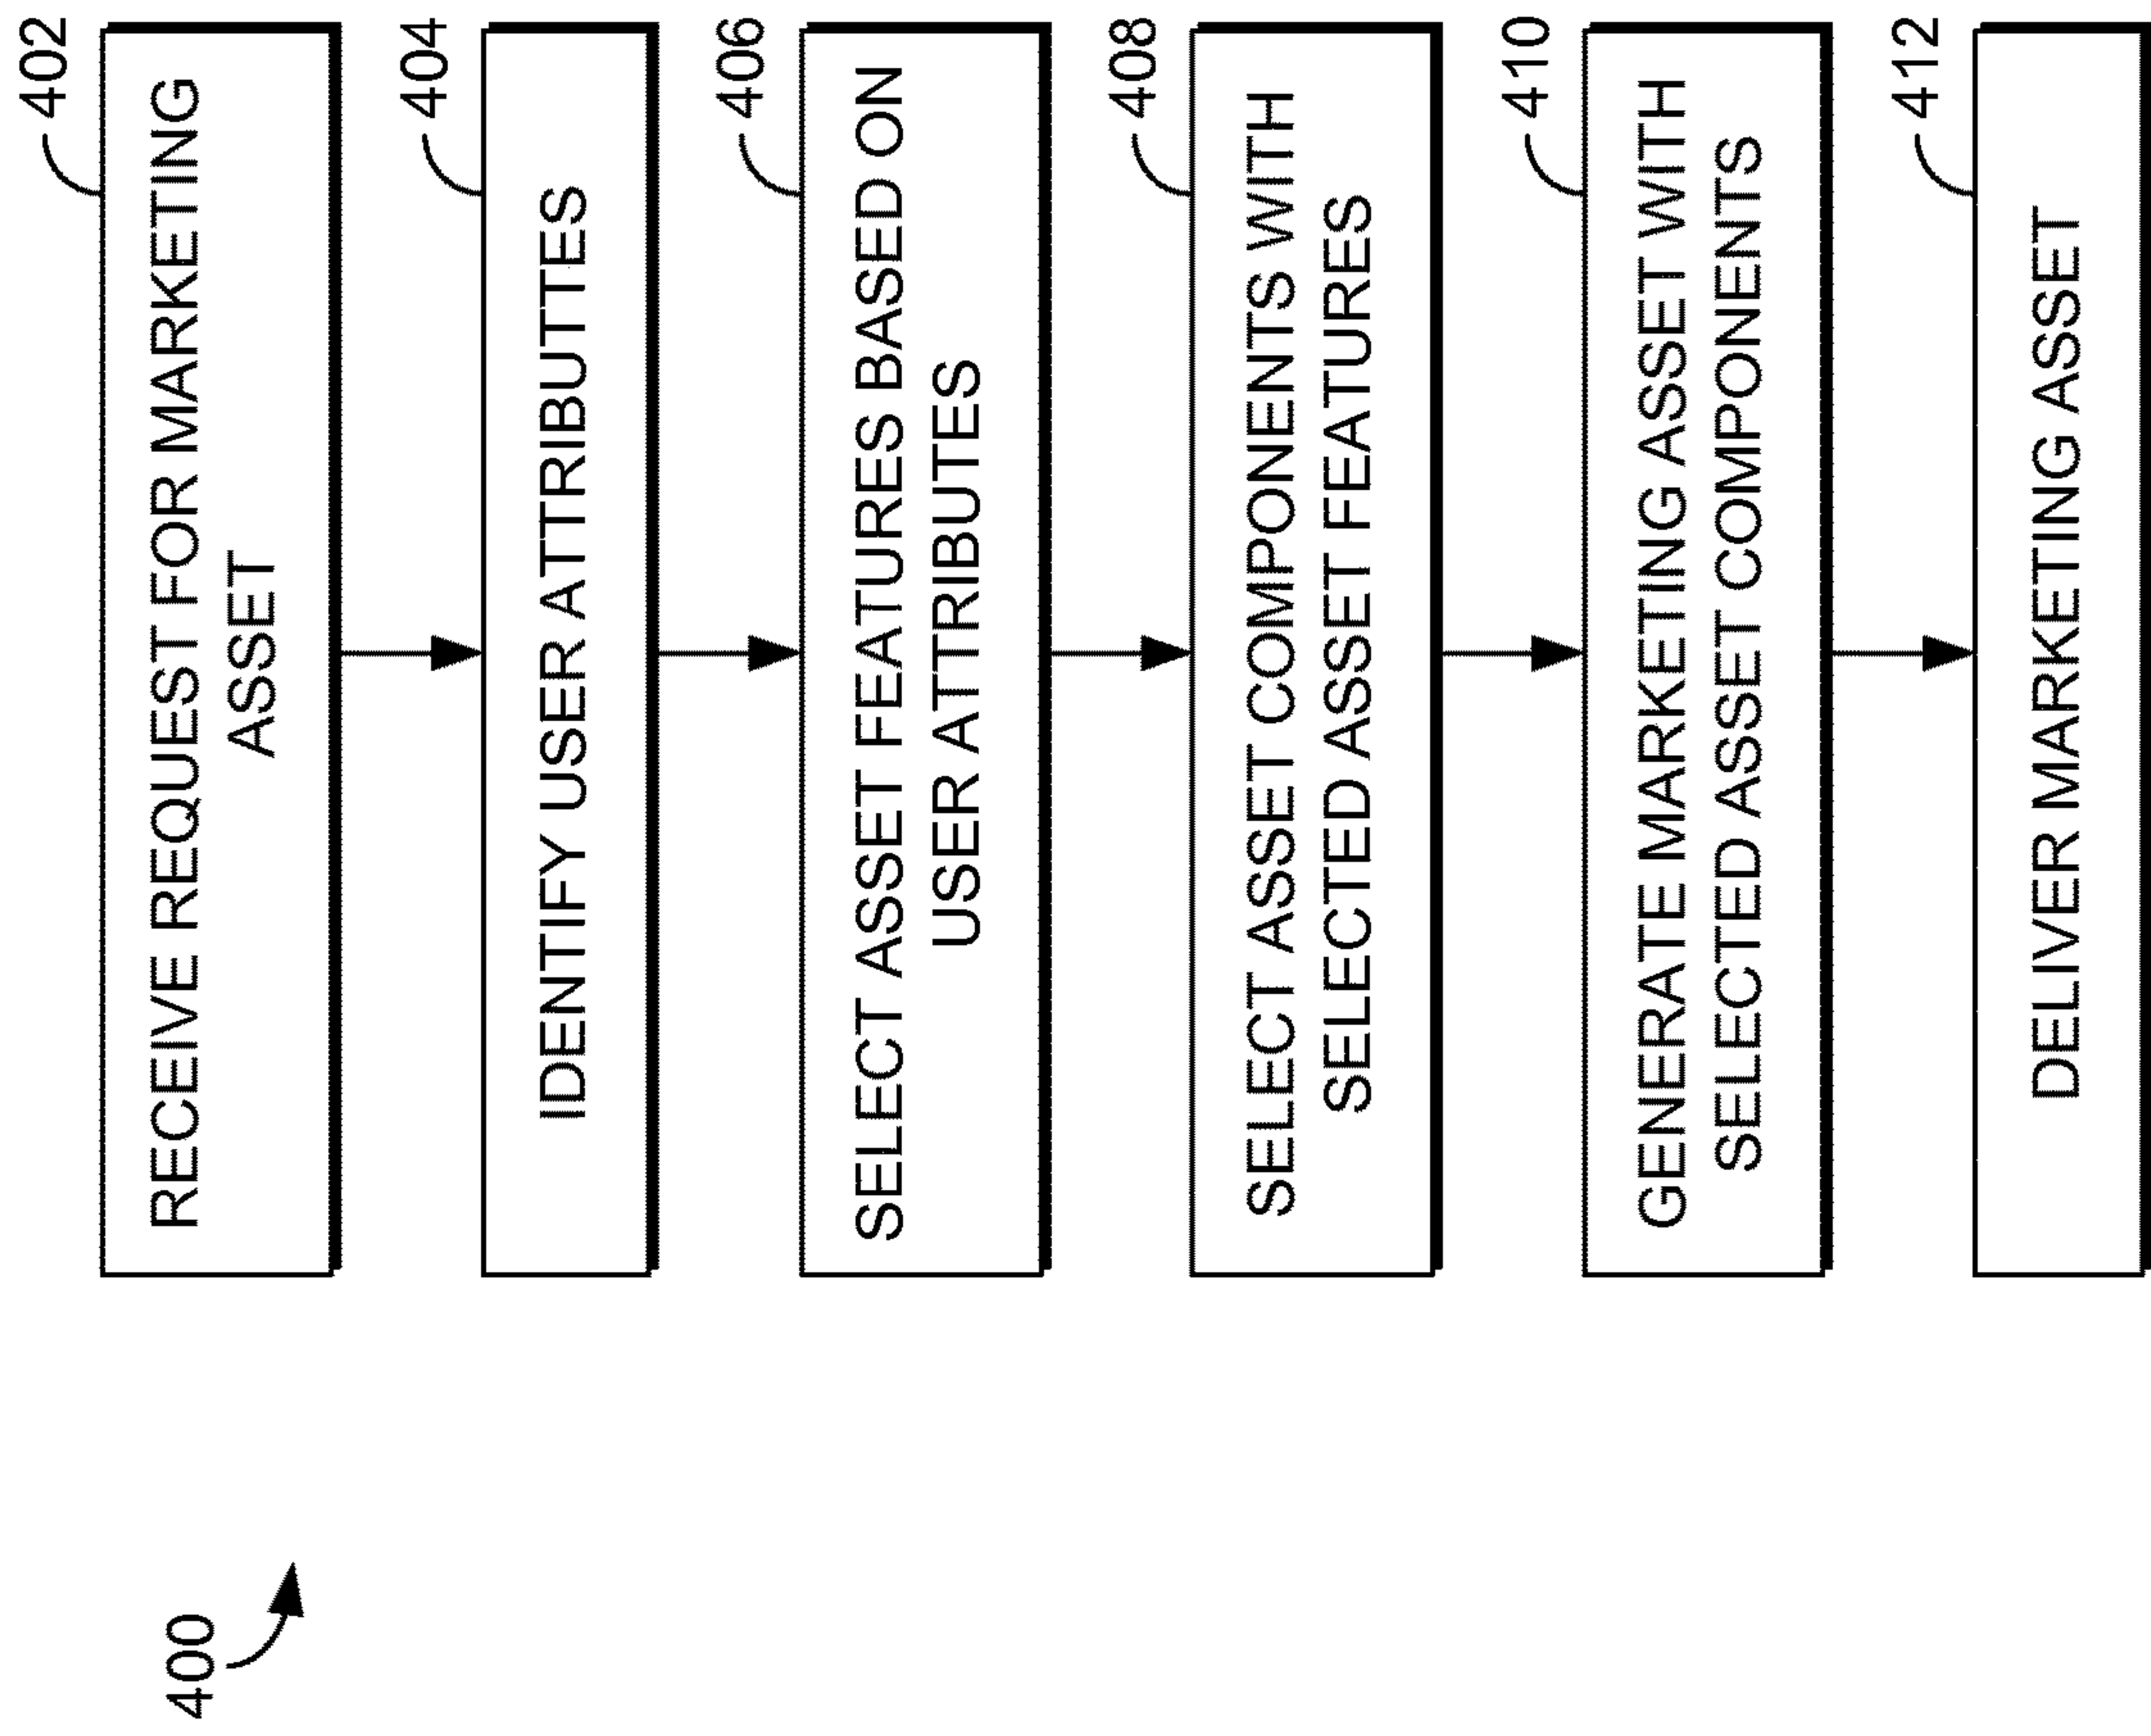 400
402
RECEIVE REQUEST FOR MARKETING
ASSET
404
IDENTIFY USER ATTRIBUTES
406
SELECT ASSET FEATURES BASED ON
USER ATTRIBUTES
408
SELECT ASSET COMPONENTS WITH
SELECTED ASSET FEATURES
410
GENERATE MARKETING ASSET WITH
SELECTED ASSET COMPONENTS
412
DELIVER MARKETING ASSET